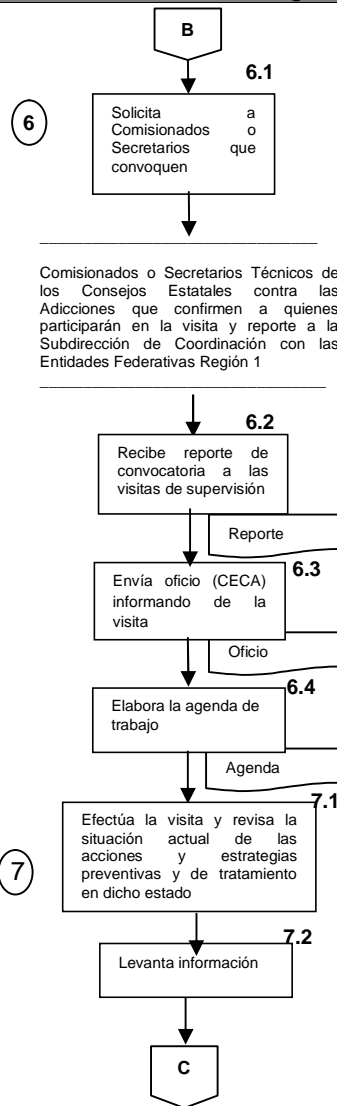 B
6.1
6
Solicita a
Comisionados o
Secretarios que
convoquen
Comisionados o Secretarios Técnicos de
los Consejos Estatales contra las
Adicciones que confirmen a quienes
participarán en la visita y reporte a la
Subdirección de Coordinación con las
Entidades Federativas Región 1
6.2
Recibe reporte de
convocatoria a las
visitas de supervisión
Reporte
6.3
Envía oficio (CECA)
informando de la
visita
Oficio
6.4
Elabora la agenda de
trabajo
Agenda
7.1
7
Efectúa la visita y revisa la
situación actual de las
acciones y estrategias
preventivas y de tratamiento
en dicho estado
7.2
Levanta información
C